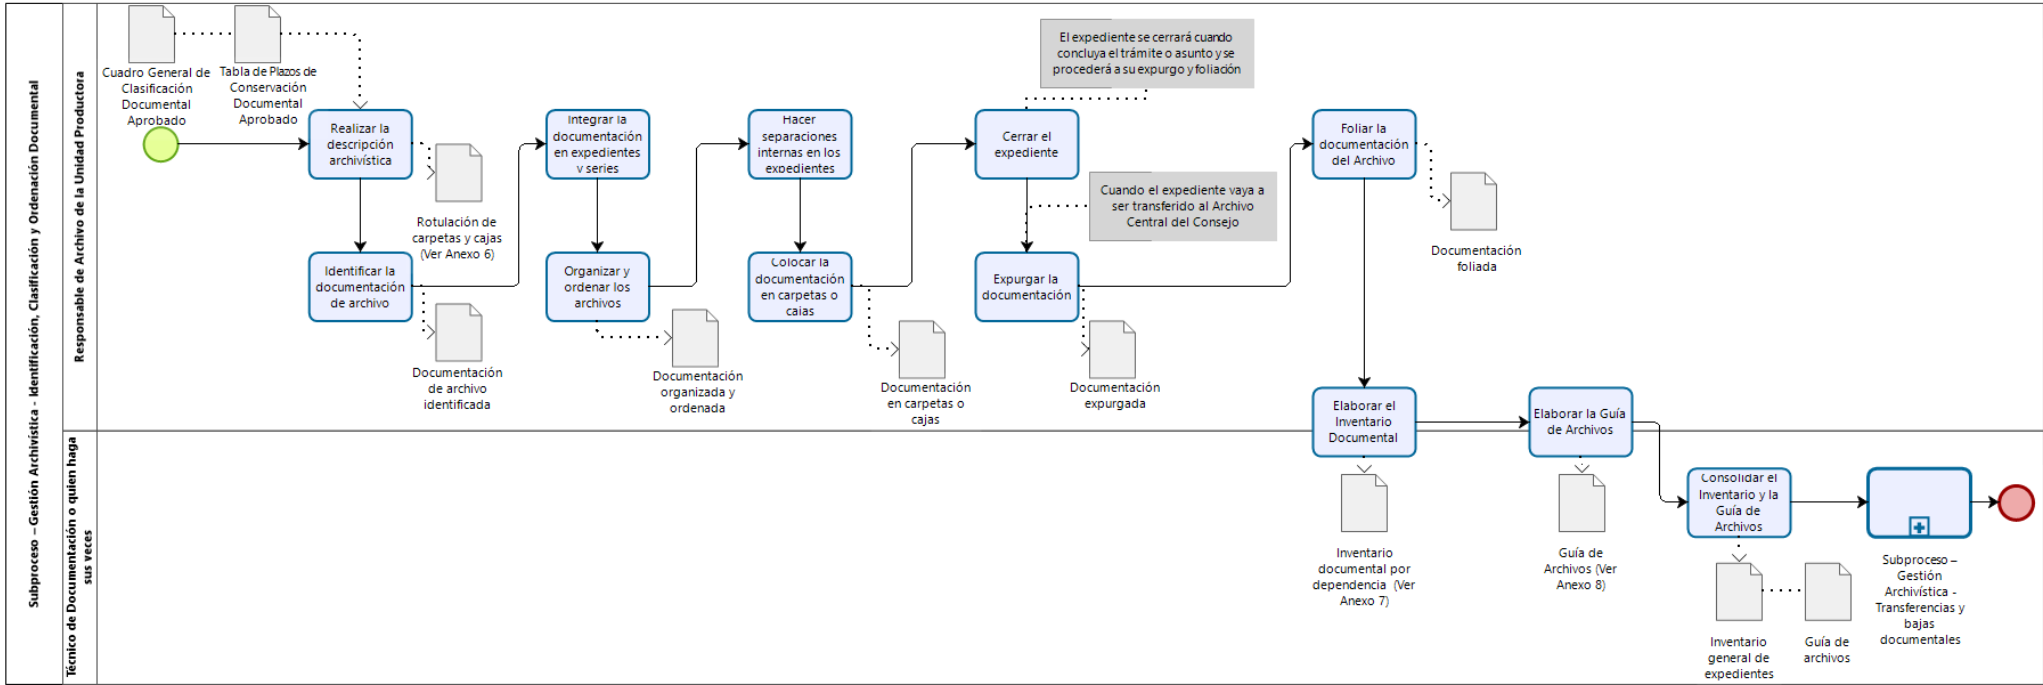 Subproceso – Gestión Archivística - Identificación, Clasificación y Ordenación Documental
Responsable de Archivo de la Unidad Productora
Técnico de Documentación o quien haga
sus veces
Cuadro General de
Clasificación
Documental
Aprobado
Tabla de Plazos de
Conservación
Documental
Aprobado
Realizar la
descripción
archivística
Rotulación de
carpetas y cajas
(Ver Anexo 6)
Identificar la
documentación
de archivo
Documentación
de archivo
identificada
Integrar la
documentación
en expedientes
y series
Organizar y
ordenar los
archivos
Documentación
organizada y
ordenada
Hacer
separaciones
internas en los
expedientes
Colocar la
documentación
en carpetas o
cajas
Documentación
en carpetas o
cajas
El expediente se cerrará cuando
concluya el trámite o asunto y se
procederá a su expurgo y foliación
Cerrar el
expediente
Cuando el expediente vaya a
ser transferido al Archivo
Central del Consejo
Expurgar la
documentación
Documentación
expurgada
Foliar la
documentación
del Archivo
Documentación
foliada
Elaborar el
Inventario
Documental
Inventario
documental por
dependencia (Ver
Anexo 7)
Elaborar la Guía
de Archivos
Guía de
Archivos (Ver
Anexo 8)
Consolidar el
Inventario y la
Guía de
Archivos
Inventario
general de
expedientes
Guía de
archivos
Subproceso –
Gestión
Archivística -
Transferencias y
bajas
documentales